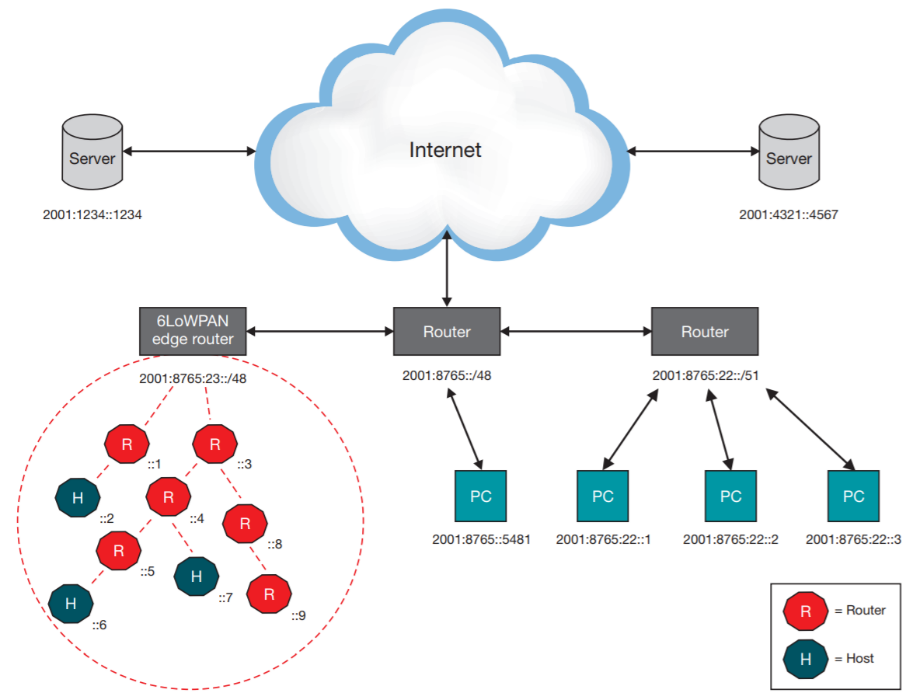 Internet
Server
Server
2001:1234::1234
2001:4321::4567
6LoWPAN
edge router
Router
Router
2001:8765:23::/48
2001:8765::/48
2001:8765:22::/51
R
::1
R
::3
H
::2
R
::4
R
::8
R
::5
H
::7
R
::9
H
::6
PC
PC
PC
PC
2001:8765::5481
2001:8765:22::1
2001:8765:22::2
2001:8765:22::3
R = Router
H = Host